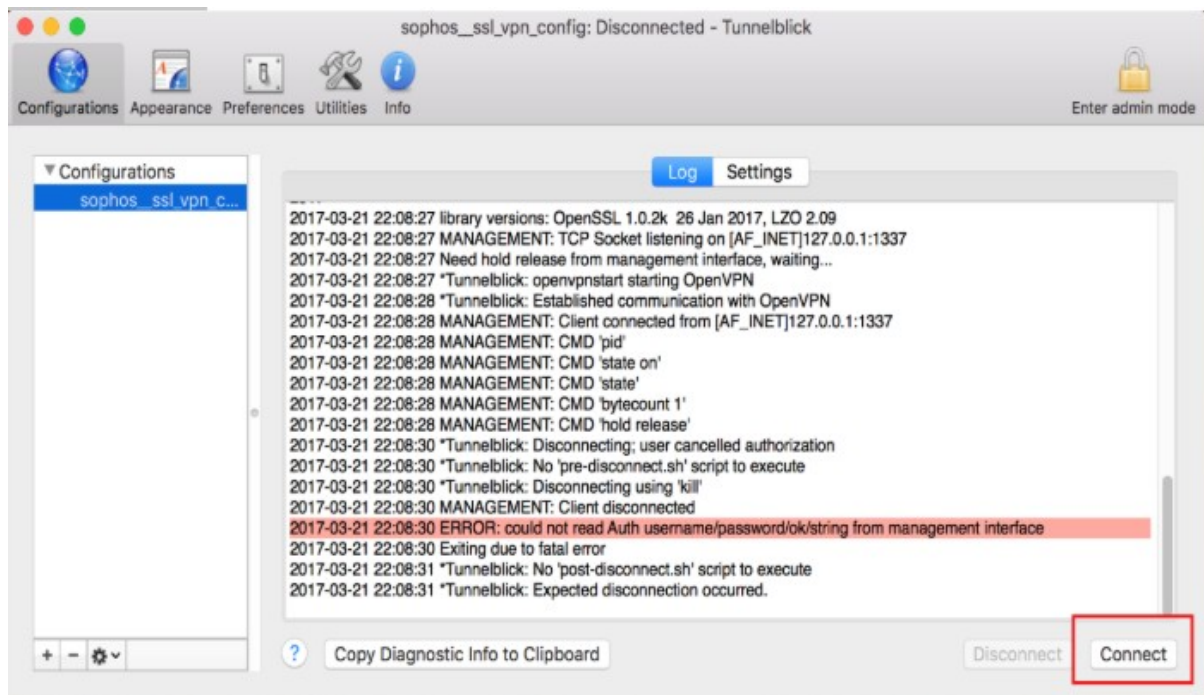 sophos__ssl_vpn_config: Disconnected - Tunnelblick
Configurations Appearance Preferences Utilities Info
Enter admin mode
Configurations
sophos__ssl_vpn_c...
Log Settings
2017-03-21 22:08:27 library versions: OpenSSL 1.0.2k 26 Jan 2017, LZO 2.09
2017-03-21 22:08:27 MANAGEMENT: TCP Socket listening on [AF_INET]127.0.0.1:1337
2017-03-21 22:08:27 Need hold release from management interface, waiting...
2017-03-21 22:08:27 *Tunnelblick: openvpnstart starting OpenVPN
2017-03-21 22:08:28 *Tunnelblick: Established communication with OpenVPN
2017-03-21 22:08:28 MANAGEMENT: Client connected from [AF_INET]127.0.0.1:1337
2017-03-21 22:08:28 MANAGEMENT: CMD 'pid'
2017-03-21 22:08:28 MANAGEMENT: CMD 'state on'
2017-03-21 22:08:28 MANAGEMENT: CMD 'state'
2017-03-21 22:08:28 MANAGEMENT: CMD 'bytecount 1'
2017-03-21 22:08:28 MANAGEMENT: CMD 'hold release'
2017-03-21 22:08:30 *Tunnelblick: Disconnecting; user cancelled authorization
2017-03-21 22:08:30 *Tunnelblick: No 'pre-disconnect.sh' script to execute
2017-03-21 22:08:30 *Tunnelblick: Disconnecting using 'kill'
2017-03-21 22:08:30 MANAGEMENT: Client disconnected
2017-03-21 22:08:30 ERROR: could not read Auth username/password/ok/string from management interface
2017-03-21 22:08:30 Exiting due to fatal error
2017-03-21 22:08:31 *Tunnelblick: No 'post-disconnect.sh' script to execute
2017-03-21 22:08:31 *Tunnelblick: Expected disconnection occurred.
+ - ? Copy Diagnostic Info to Clipboard Disconnect Connect